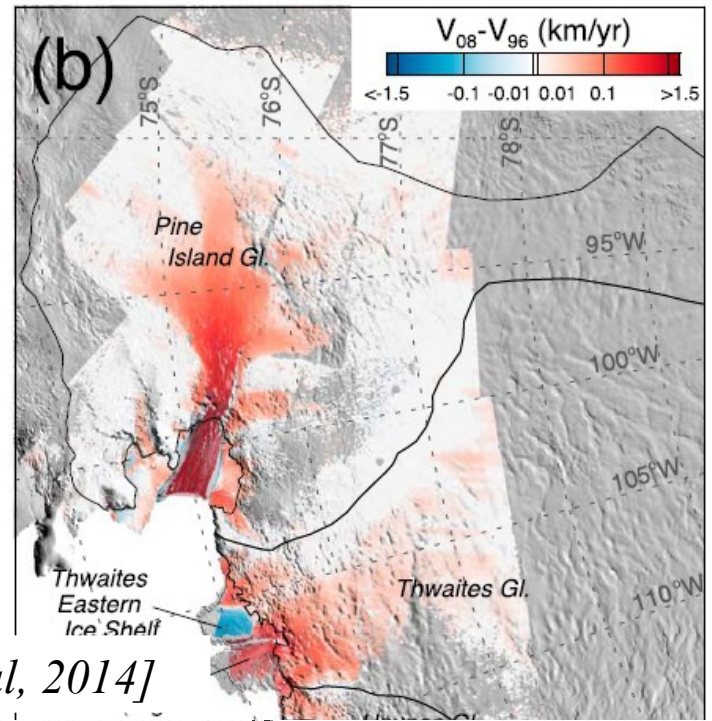 (b)
V08-V96 (km/yr)
<-1.5 -0.1 -0.01 0.01 0.1 >1.5
75°S
76°S
77°S
78°S
95°W
Pine
Island Gl.
100°W
105°W
Thwaites
Eastern
Ice Shelf
Thwaites Gl.
110°W
al, 2014]